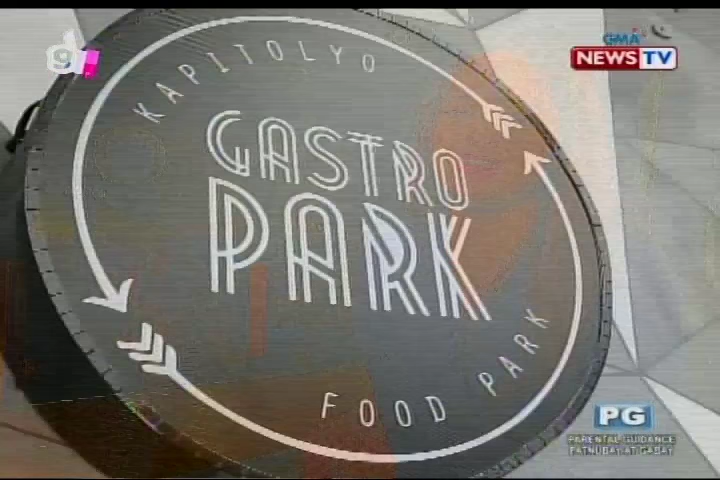 g
GMA
NEWS TV
KAPITOLYO
GASTRO
PARK
FOOD PARK
PG
PARENTAL GUIDANCE
PATNUBAY AT GABAY